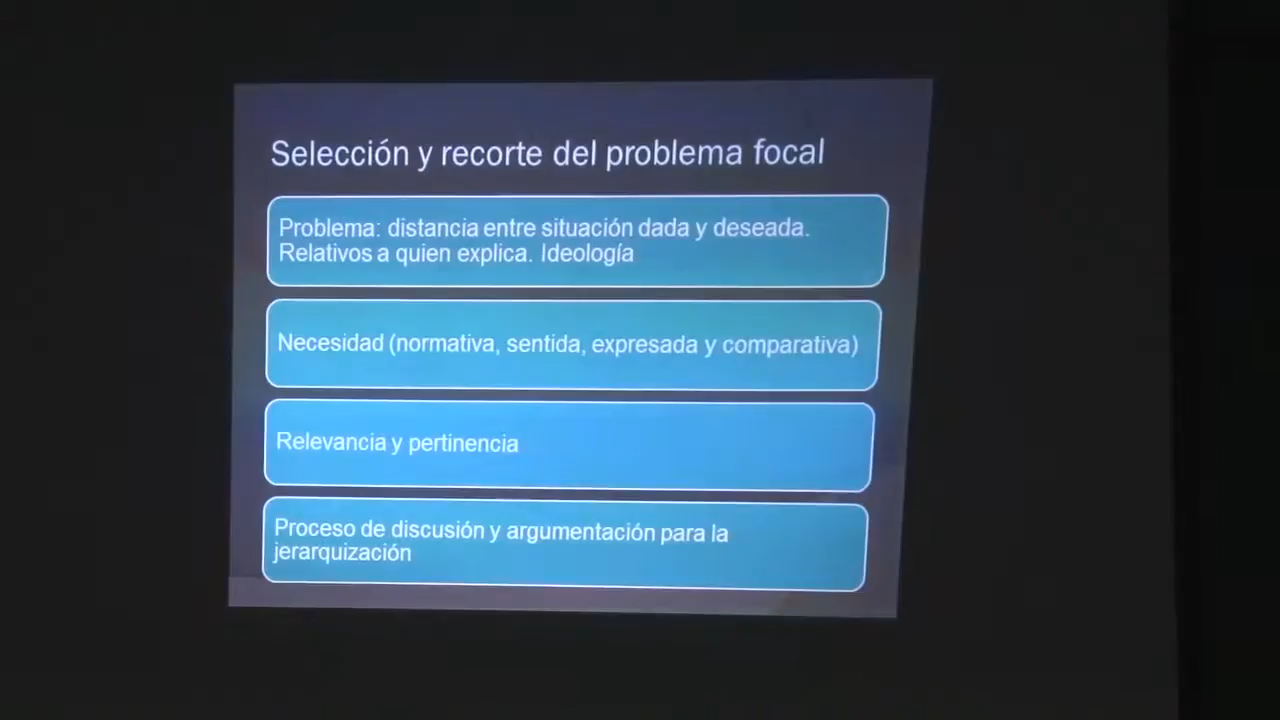 Selección y recorte del problema focal
Problema: distancia entre situación dada y deseada.
Relativos a quien explica. Ideología
Necesidad (normativa, sentida, expresada y comparativa)
Relevancia y pertinencia
Proceso de discusión y argumentación para la
jerarquización